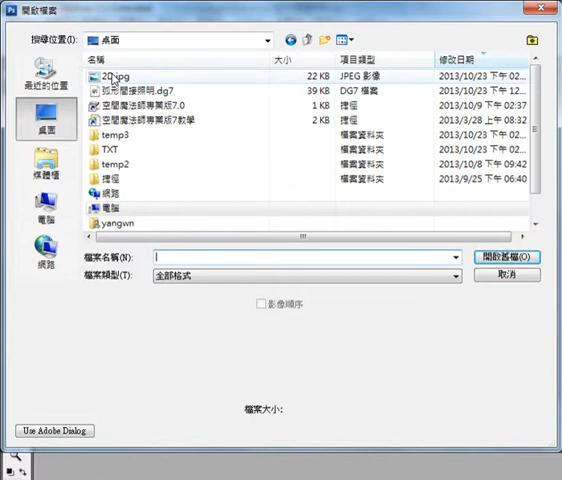 開啟檔案
搜尋位置(I):
桌面
名稱 大小 項目類型 修改日期
2D.jpg 22 KB JPEG 影像 2013/10/23 下午 02...
弧形間接照明.dg7 39 KB DG7 檔案 2013/10/23 下午 12...
空間魔法師專業版7.0 1 KB 捷徑 2013/10/9 下午 02:37
空間魔法師專業版7教學 2 KB 捷徑 2013/3/28 上午 08:32
temp3 檔案資料夾 2013/10/23 下午 02...
TXT 檔案資料夾 2013/10/23 下午 02...
temp2 檔案資料夾 2013/10/8 下午 09:42
捷徑 檔案資料夾 2013/9/25 下午 06:40
網路
電腦
yangwn
最近的位置
桌面
媒體櫃
電腦
網路
檔案名稱(N):
開啟舊檔(O)
檔案類型(T): 全部格式
取消
影像順序
檔案大小:
Use Adobe Dialog